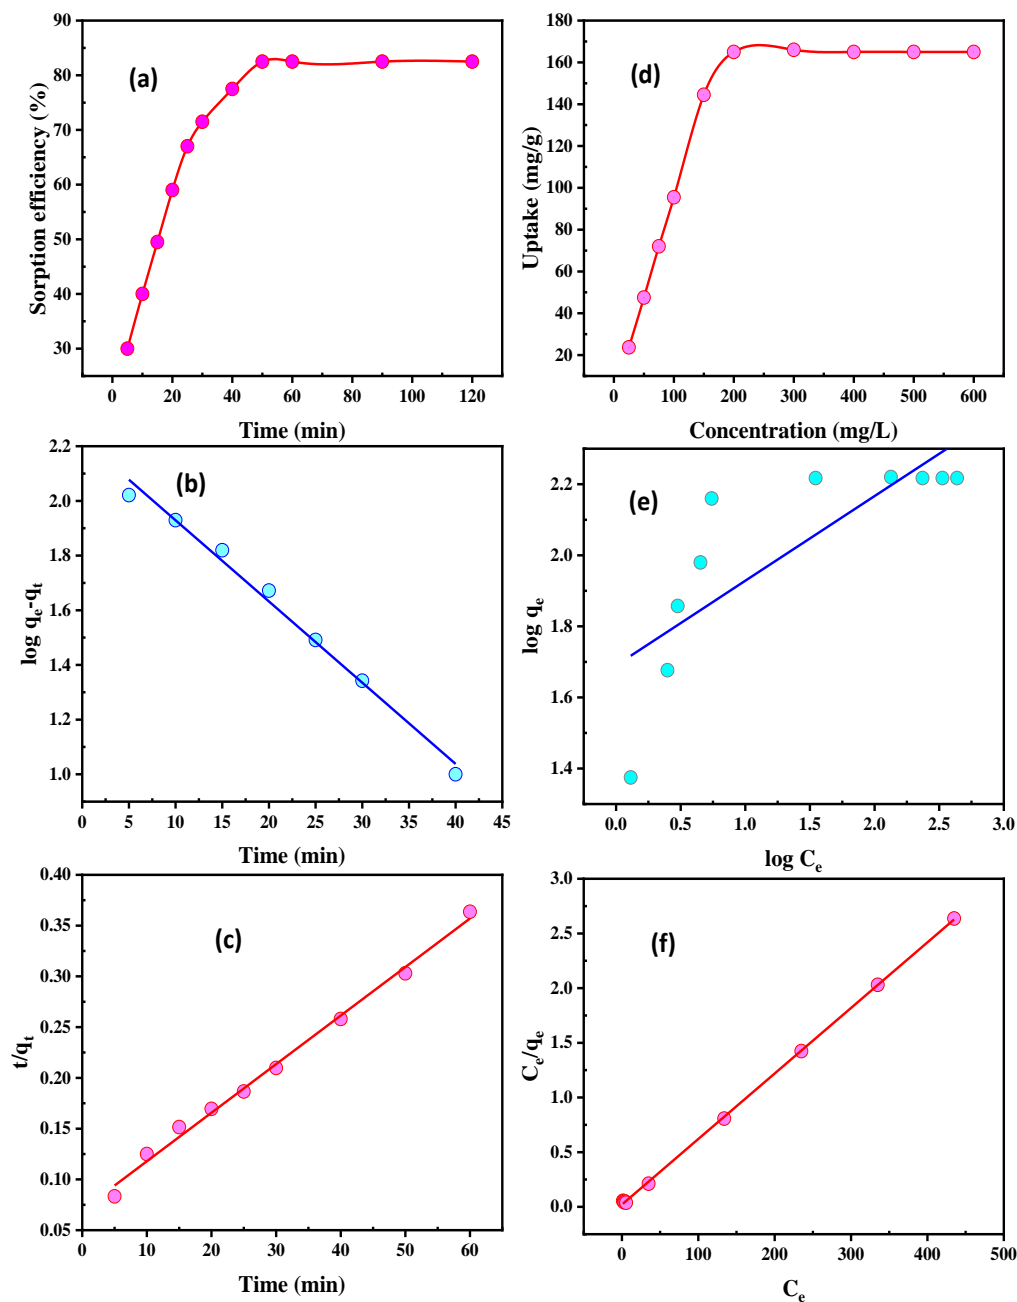 (a)
90
80
70
60
50
40
30
Sorption efficiency (%)
0 20 40 60 80 100 120
Time (min)
(d)
180
160
140
120
100
80
60
40
20
Uptake (mg/g)
0 100 200 300 400 500 600
Concentration (mg/L)
(b)
2.2
2.0
1.8
1.6
1.4
1.2
1.0
log qe-qt
0 5 10 15 20 25 30 35 40 45
Time (min)
(e)
2.2
2.0
1.8
1.6
1.4
log qe
0.0 0.5 1.0 1.5 2.0 2.5 3.0
log Ce
(c)
0.40
0.35
0.30
0.25
0.20
0.15
0.10
0.05
t/qt
0 10 20 30 40 50 60
Time (min)
(f)
3.0
2.5
2.0
1.5
1.0
0.5
0.0
Ce/qe
0 100 200 300 400 500
Ce